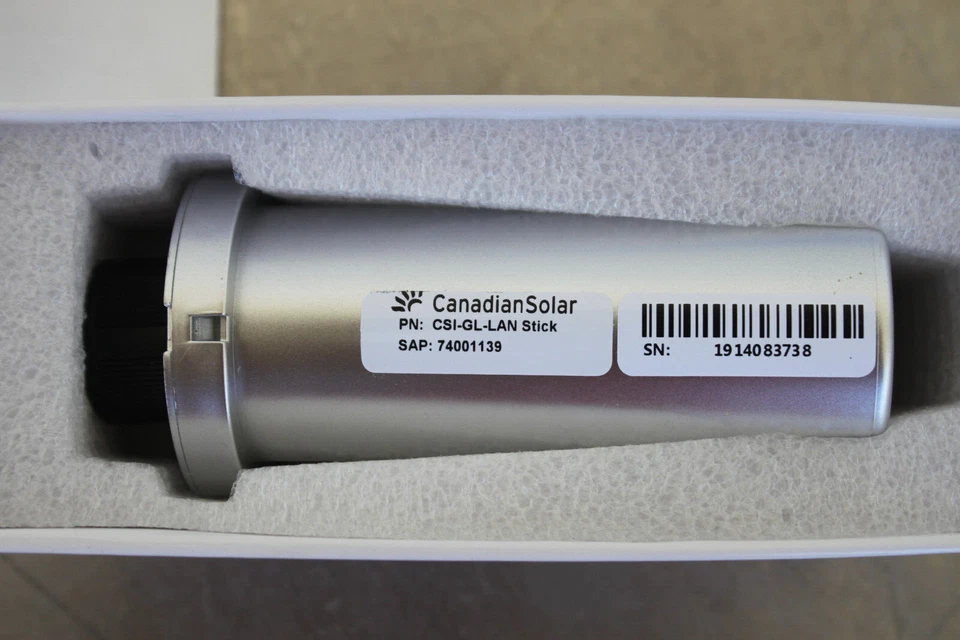 CanadianSolar
PN: CSI-GL-LAN Stick
SAP: 74001139
SN: 1914083738